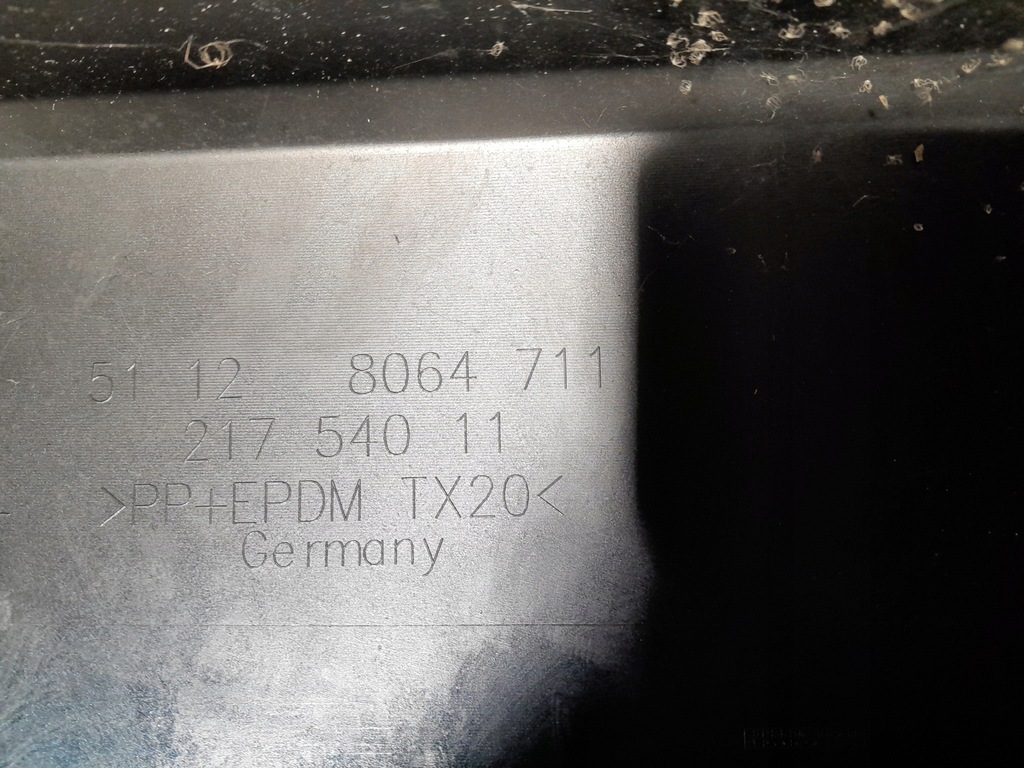 51 12 8064 711
217 540 11
>PP+EPDM TX20<
Germany